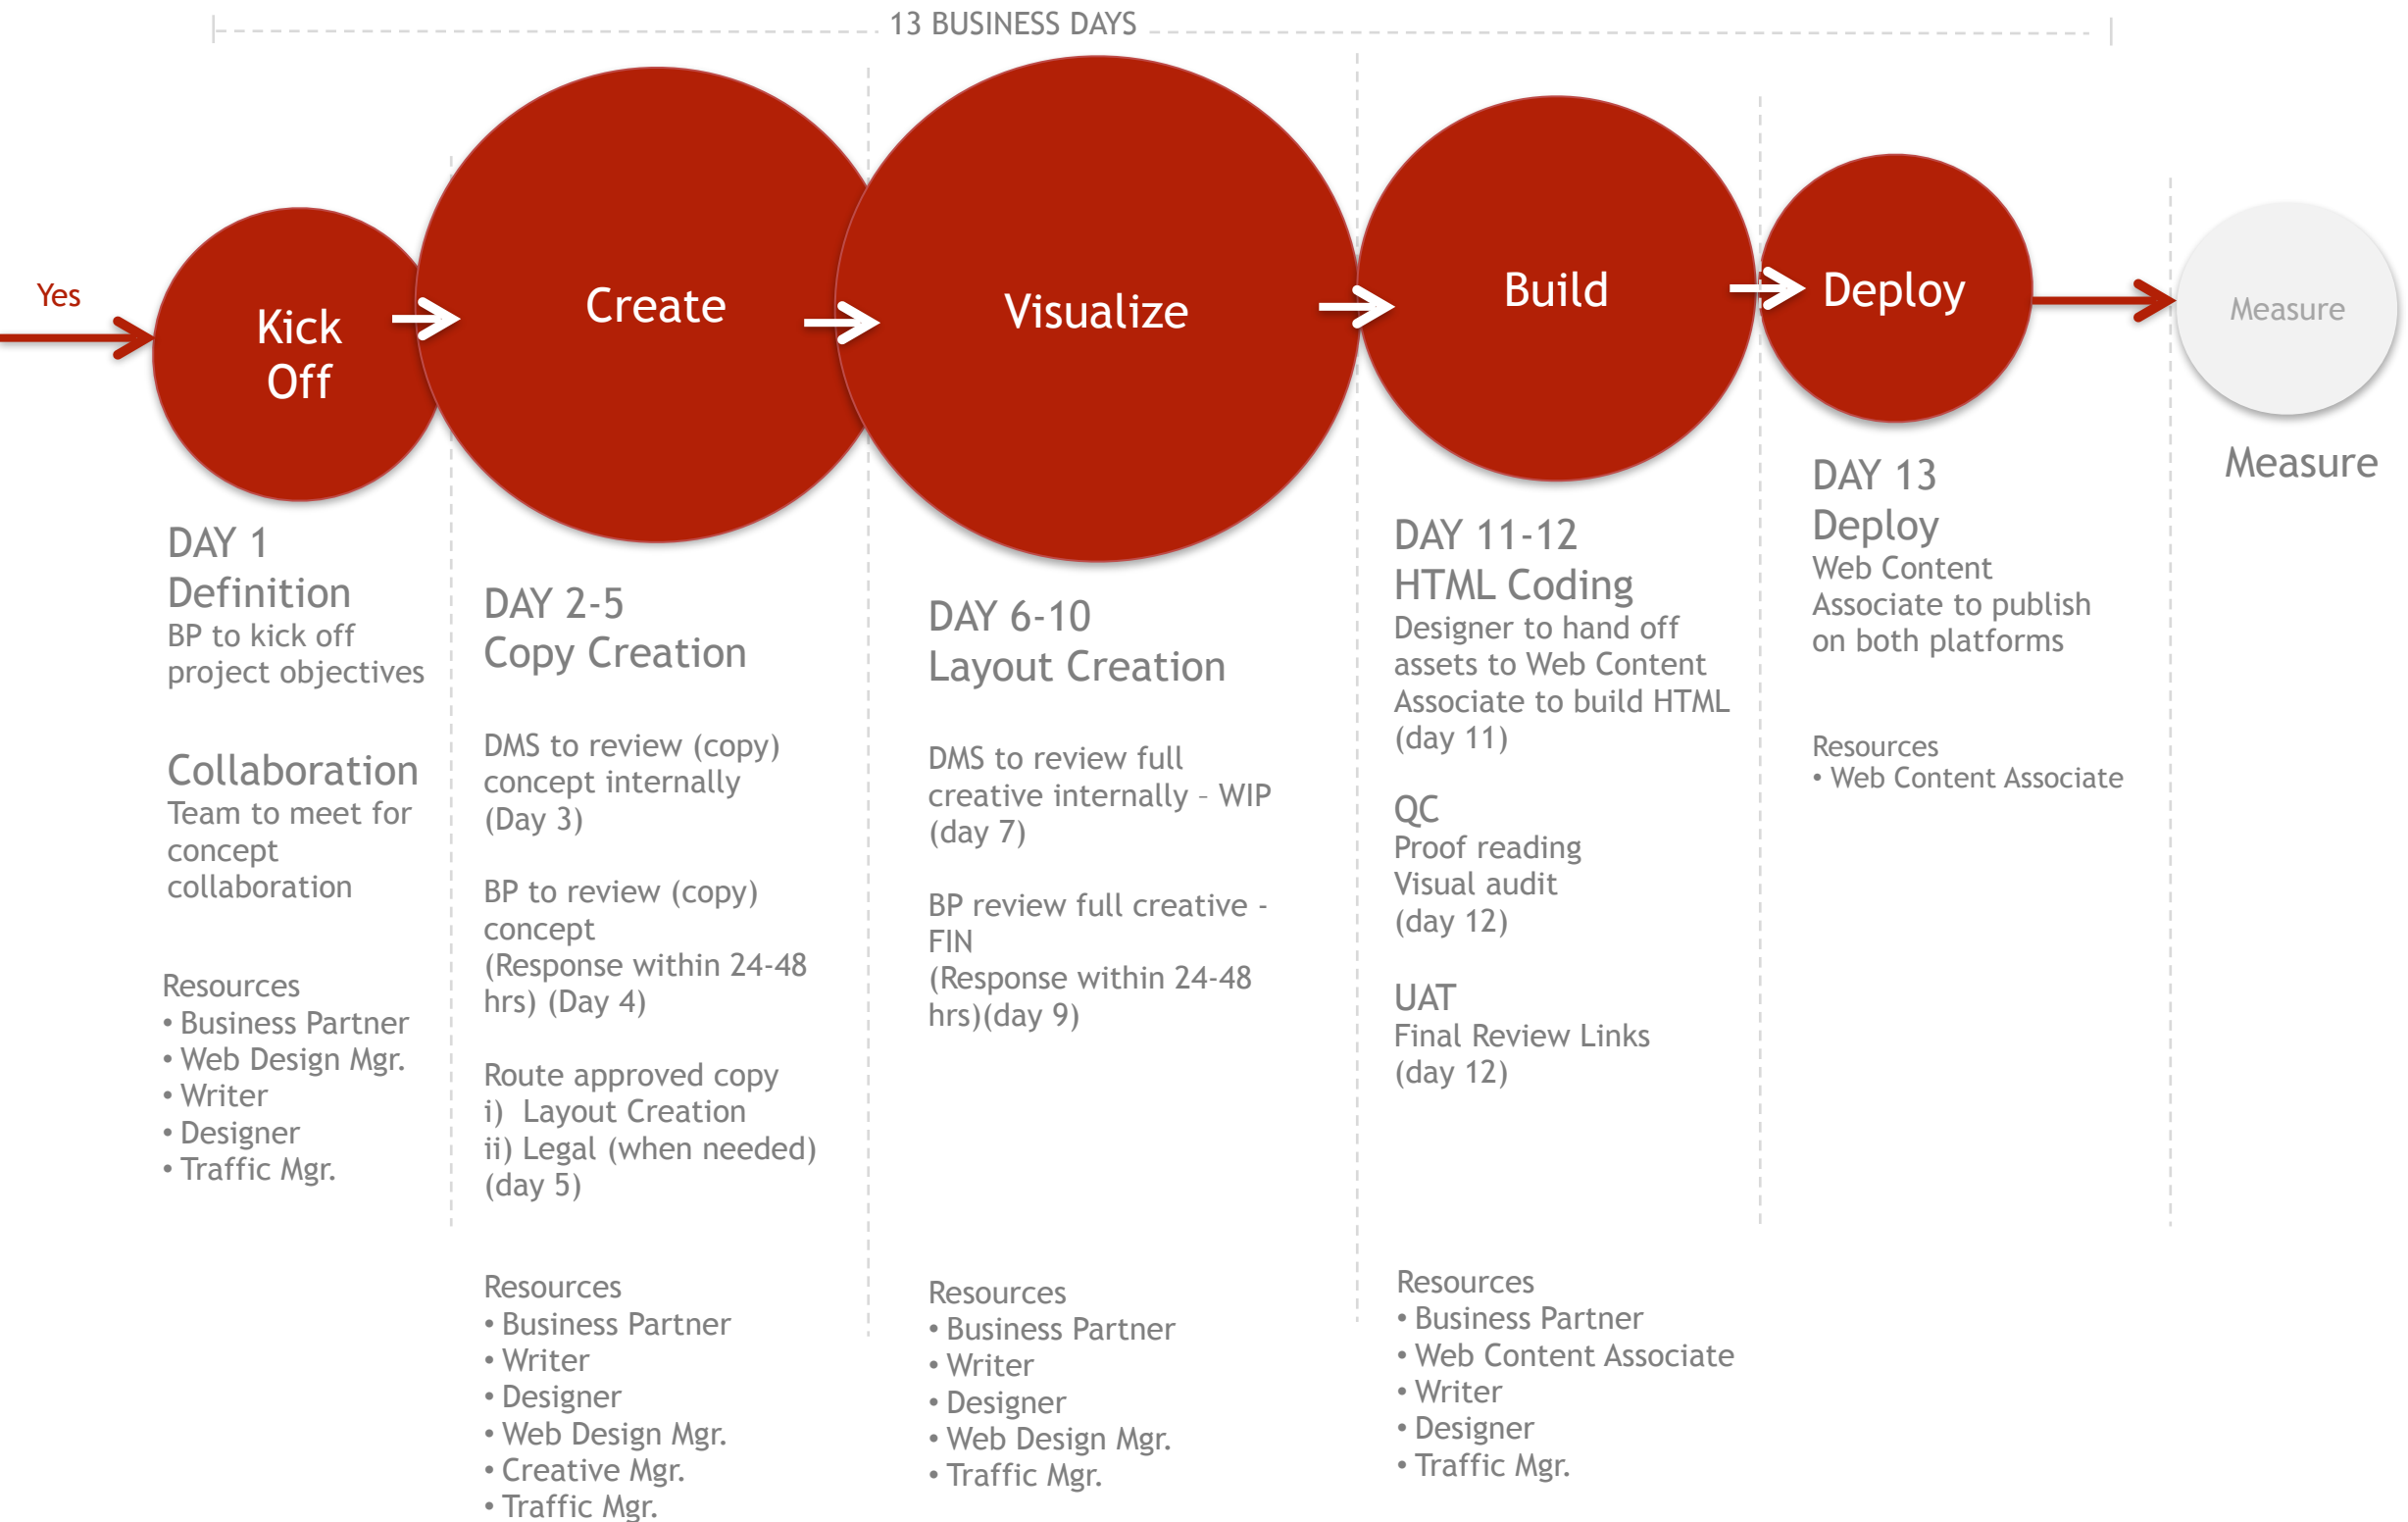 13 BUSINESS DAYS
Yes
Kick
Off
Create
Visualize
Build
Deploy
Measure
DAY 1
Definition
BP to kick off
project objectives
Collaboration
Team to meet for
concept
collaboration
Resources
• Business Partner
• Web Design Mgr.
• Writer
• Designer
• Traffic Mgr.
DAY 2-5
Copy Creation
DMS to review (copy)
concept internally
(Day 3)
BP to review (copy)
concept
(Response within 24-48
hrs) (Day 4)
Route approved copy
i) Layout Creation
ii) Legal (when needed)
(day 5)
Resources
• Business Partner
• Writer
• Designer
• Web Design Mgr.
• Creative Mgr.
• Traffic Mgr.
DAY 6-10
Layout Creation
DMS to review full
creative internally – WIP
(day 7)
BP review full creative -
FIN
(Response within 24-48
hrs)(day 9)
Resources
• Business Partner
• Writer
• Designer
• Web Design Mgr.
• Traffic Mgr.
DAY 11-12
HTML Coding
Designer to hand off
assets to Web Content
Associate to build HTML
(day 11)
QC
Proof reading
Visual audit
(day 12)
UAT
Final Review Links
(day 12)
Resources
• Business Partner
• Web Content Associate
• Writer
• Designer
• Traffic Mgr.
DAY 13
Deploy
Web Content
Associate to publish
on both platforms
Resources
• Web Content Associate
Measure